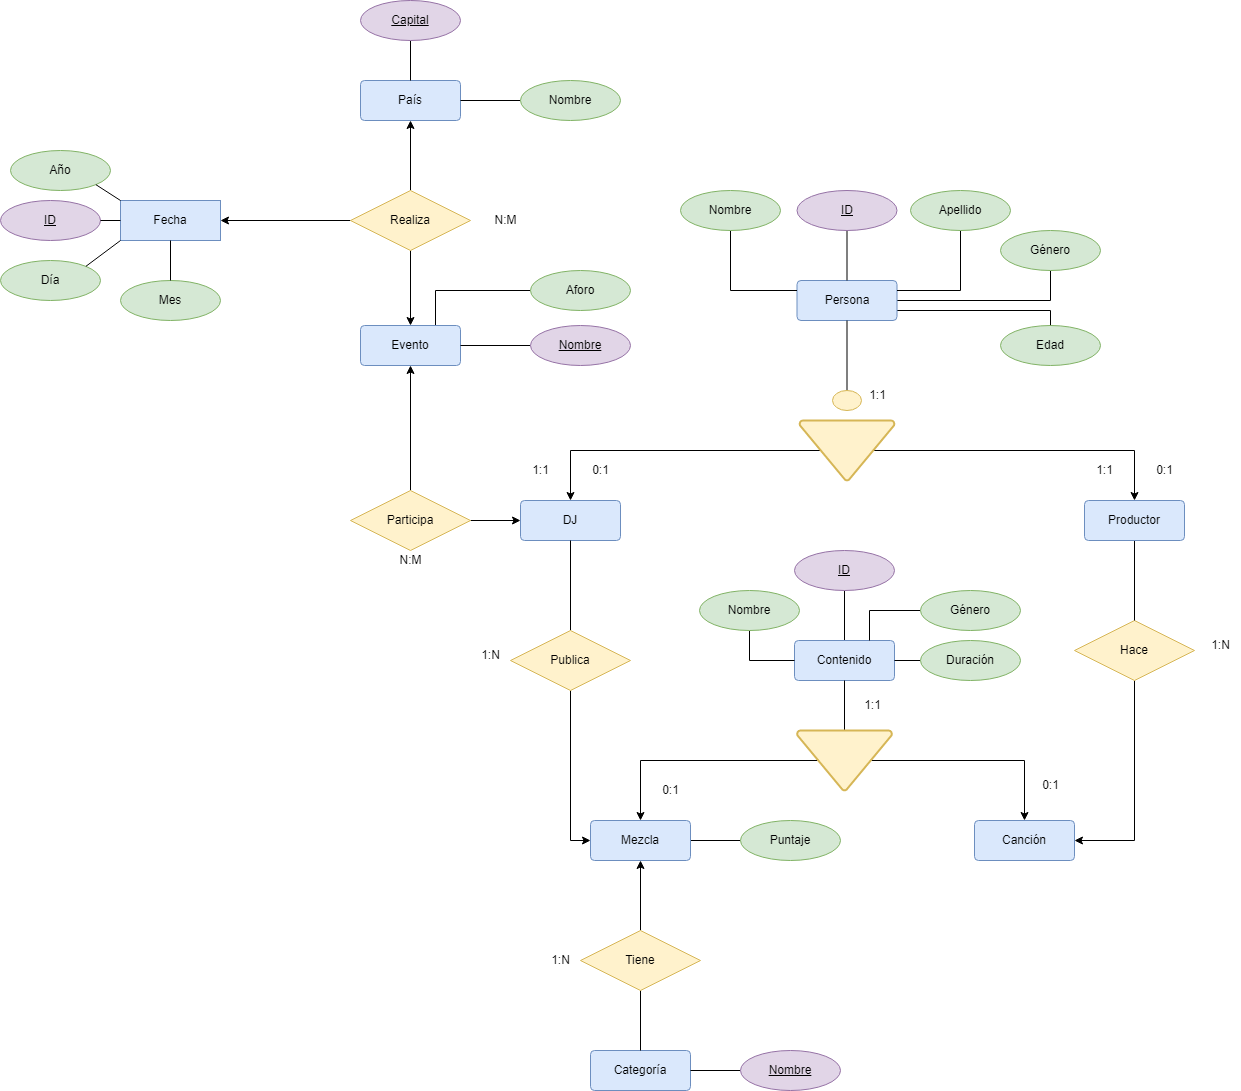 Capital
País
Nombre
Año
ID
Fecha
Día
Mes
Realiza
N:M
Aforo
Evento
Nombre
Nombre
ID
Apellido
Género
Persona
Edad
1:1
1:1
0:1
1:1
0:1
Participa
N:M
DJ
Productor
ID
Nombre
Género
Contenido
Duración
1:N
Publica
Hace
1:N
1:1
0:1
0:1
Mezcla
Puntaje
Canción
1:N
Tiene
Categoría
Nombre